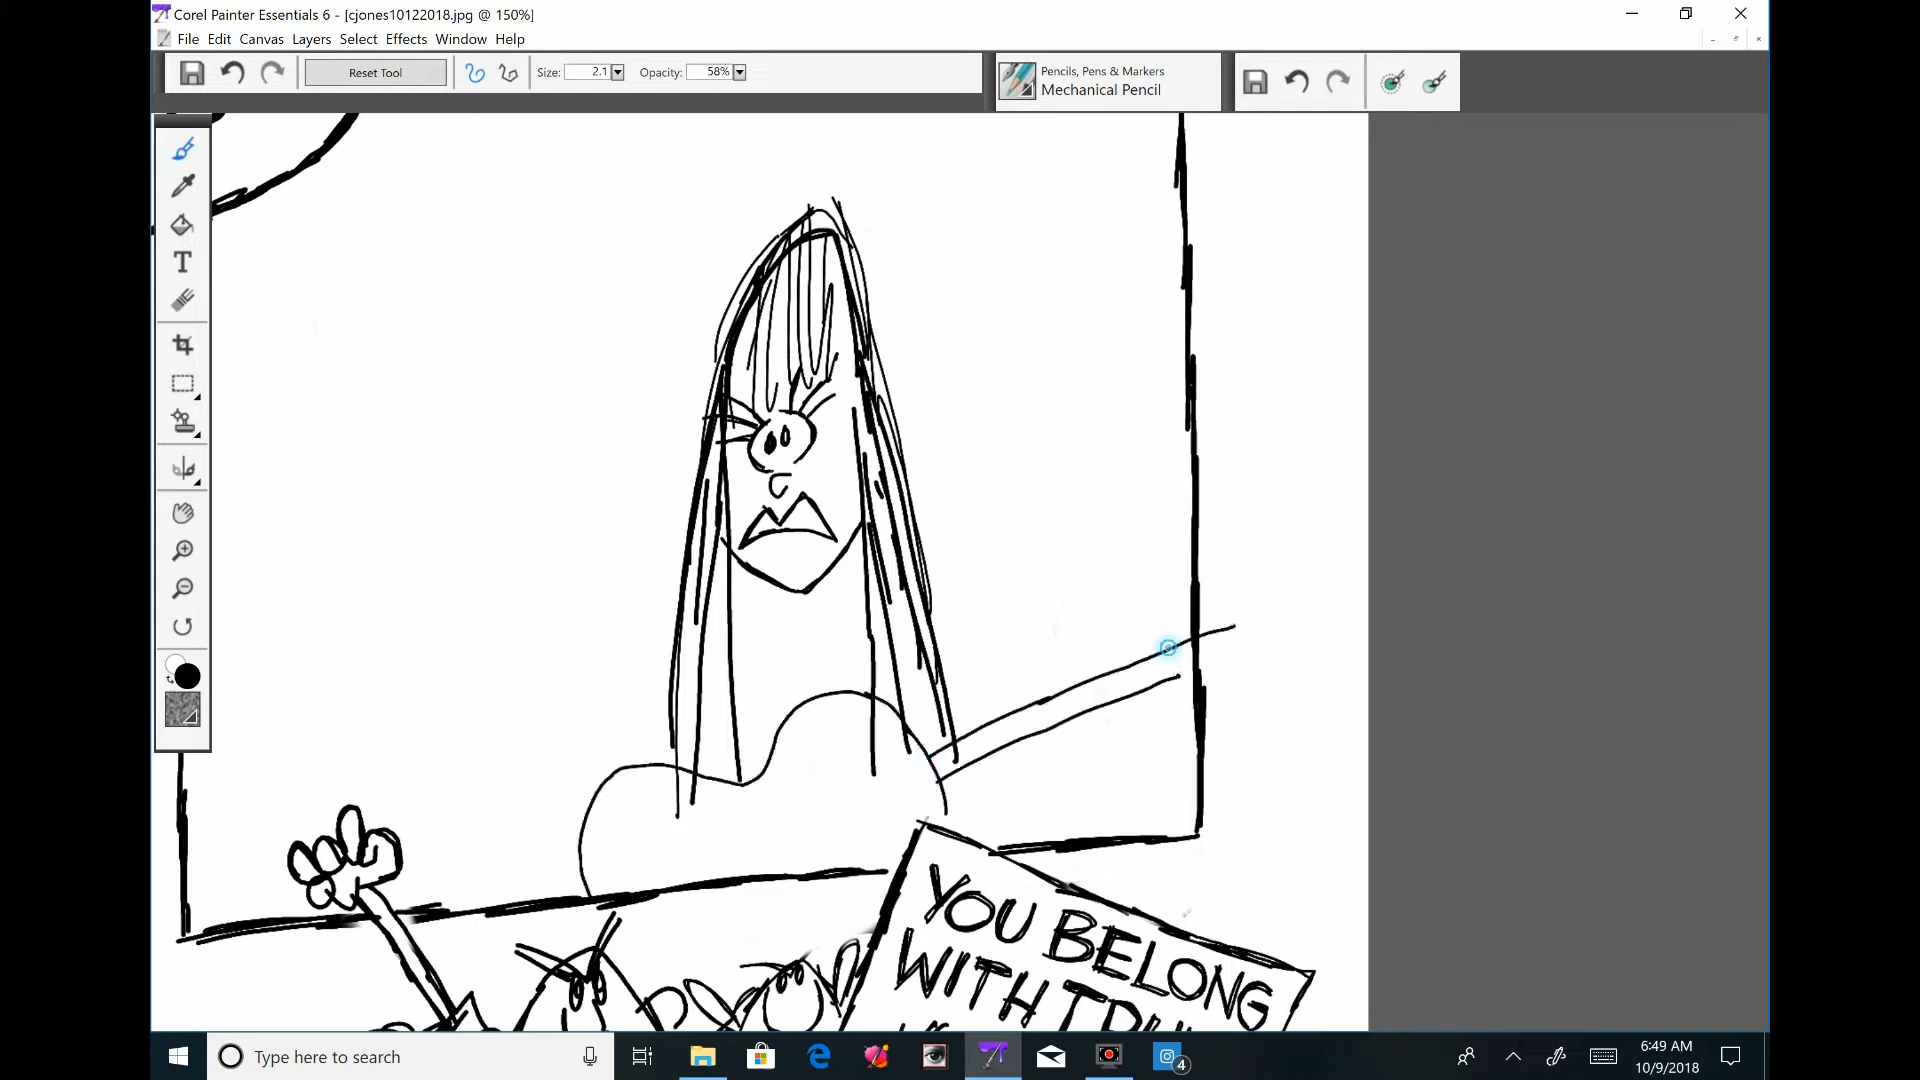 Corel Painter Essentials 6 - [cjones10122018.jpg @ 150%]
File Edit Canvas Layers Select Effects Window Help
Reset Tool Size: 2.1 Opacity: 58%
Pencils, Pens & Markers
Mechanical Pencil
T
YOU BELONG
WITH
Type here to search
4
6:49 AM
10/9/2018